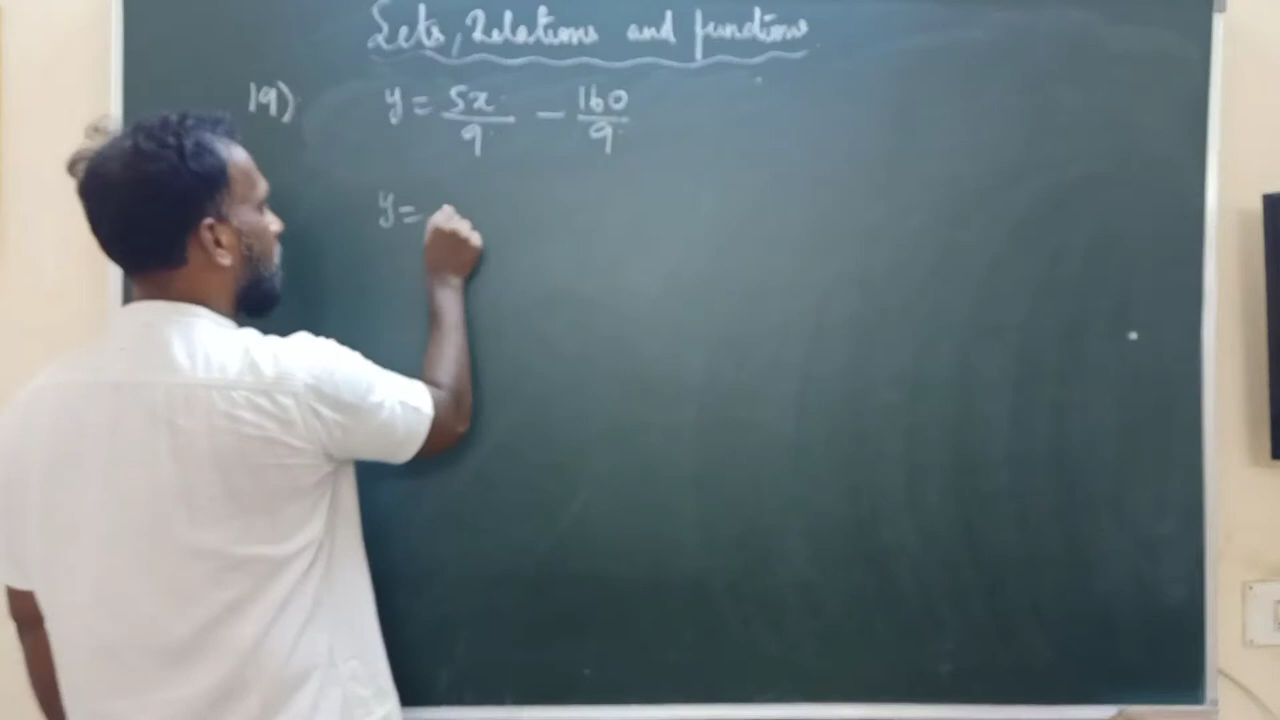 Sets, Relations and functions
19) y = 5x/9 - 160/9
y =